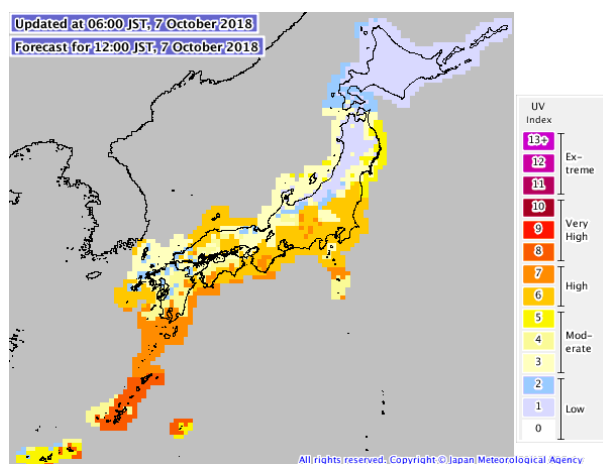 Updated at 06:00 JST, 7 October 2018
Forecast for 12:00 JST, 7 October 2018
UV
Index
13+
12
11
Ex-
treme
10
9
8
Very
High
7
6
High
5
4
3
Mod-
erate
2
1
0
Low
All rights reserved. Copyright © Japan Meteorological Agency